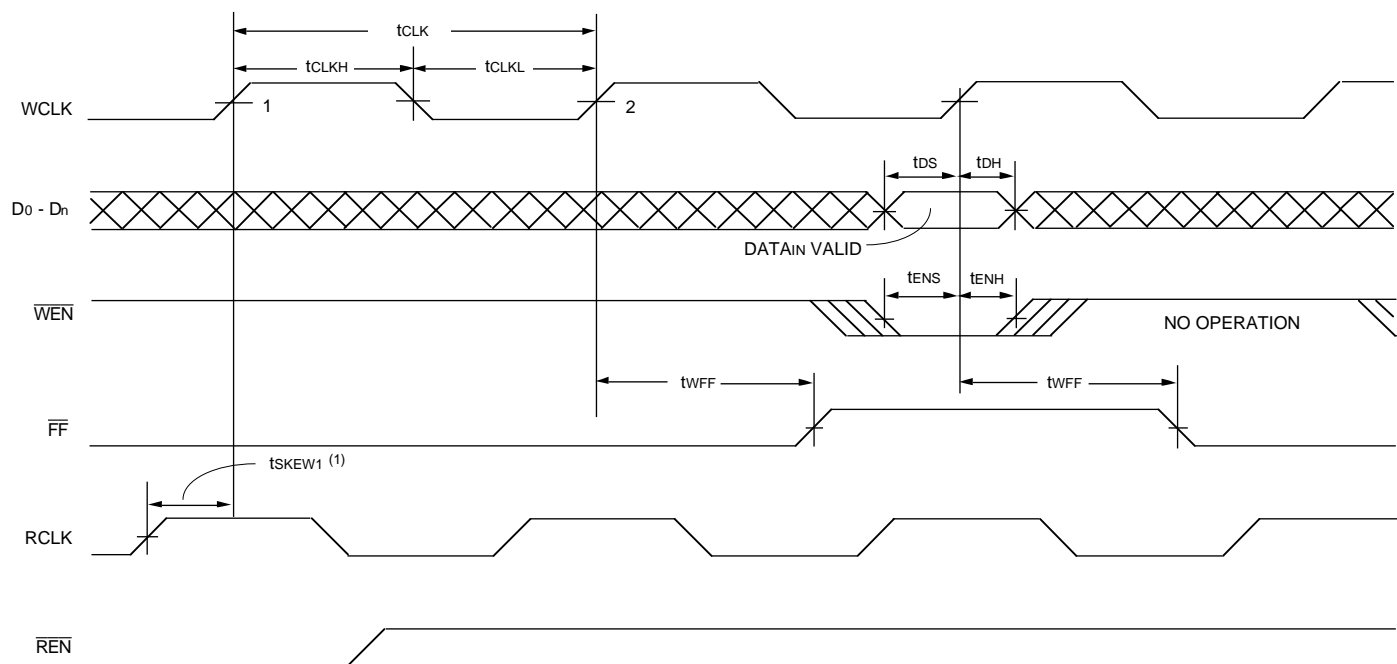 tCLK
tCLKH
tCLKL
WCLK
1
2
tDS
tDH
D0 - Dn
DATAIN VALID
tENS
tENH
WEN
NO OPERATION
tWFF
tWFF
FF
tSKEW1 (1)
RCLK
REN